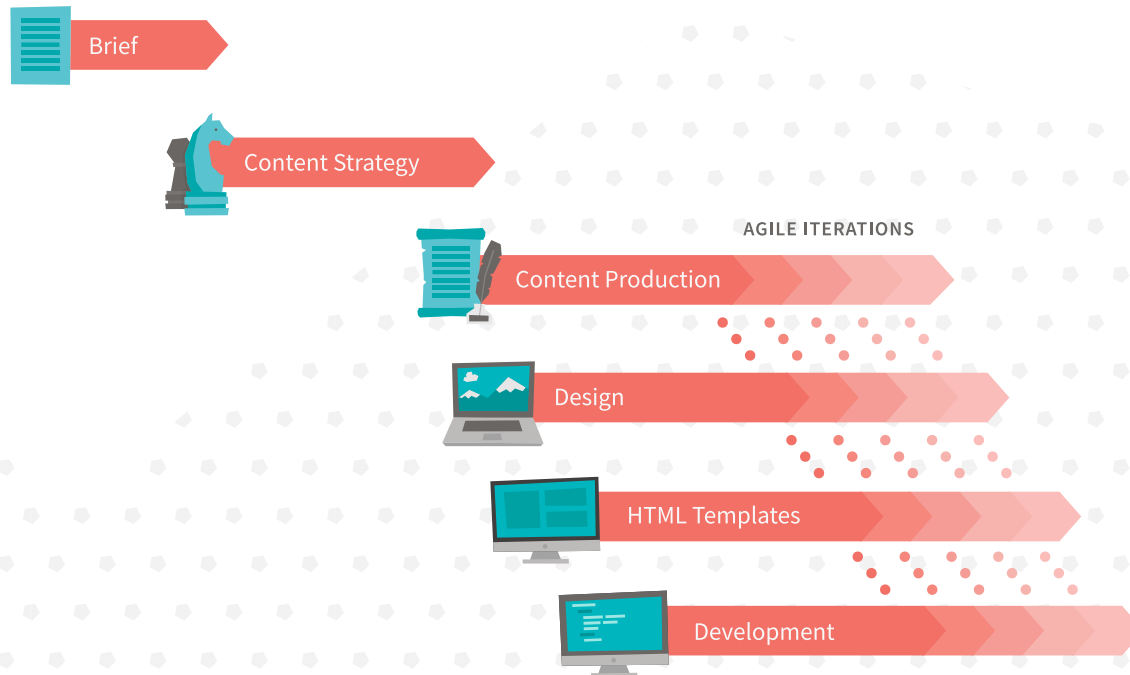 Brief
Content Strategy
AGILE ITERATIONS
Content Production
Design
HTML Templates
Development